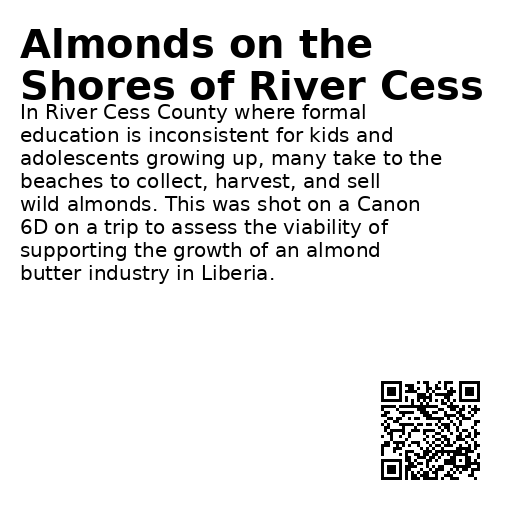 Almonds on the
Shores of River Cess
In River Cess County where formal
education is inconsistent for kids and
adolescents growing up, many take to the
beaches to collect, harvest, and sell
wild almonds. This was shot on a Canon
6D on a trip to assess the viability of
supporting the growth of an almond
butter industry in Liberia.